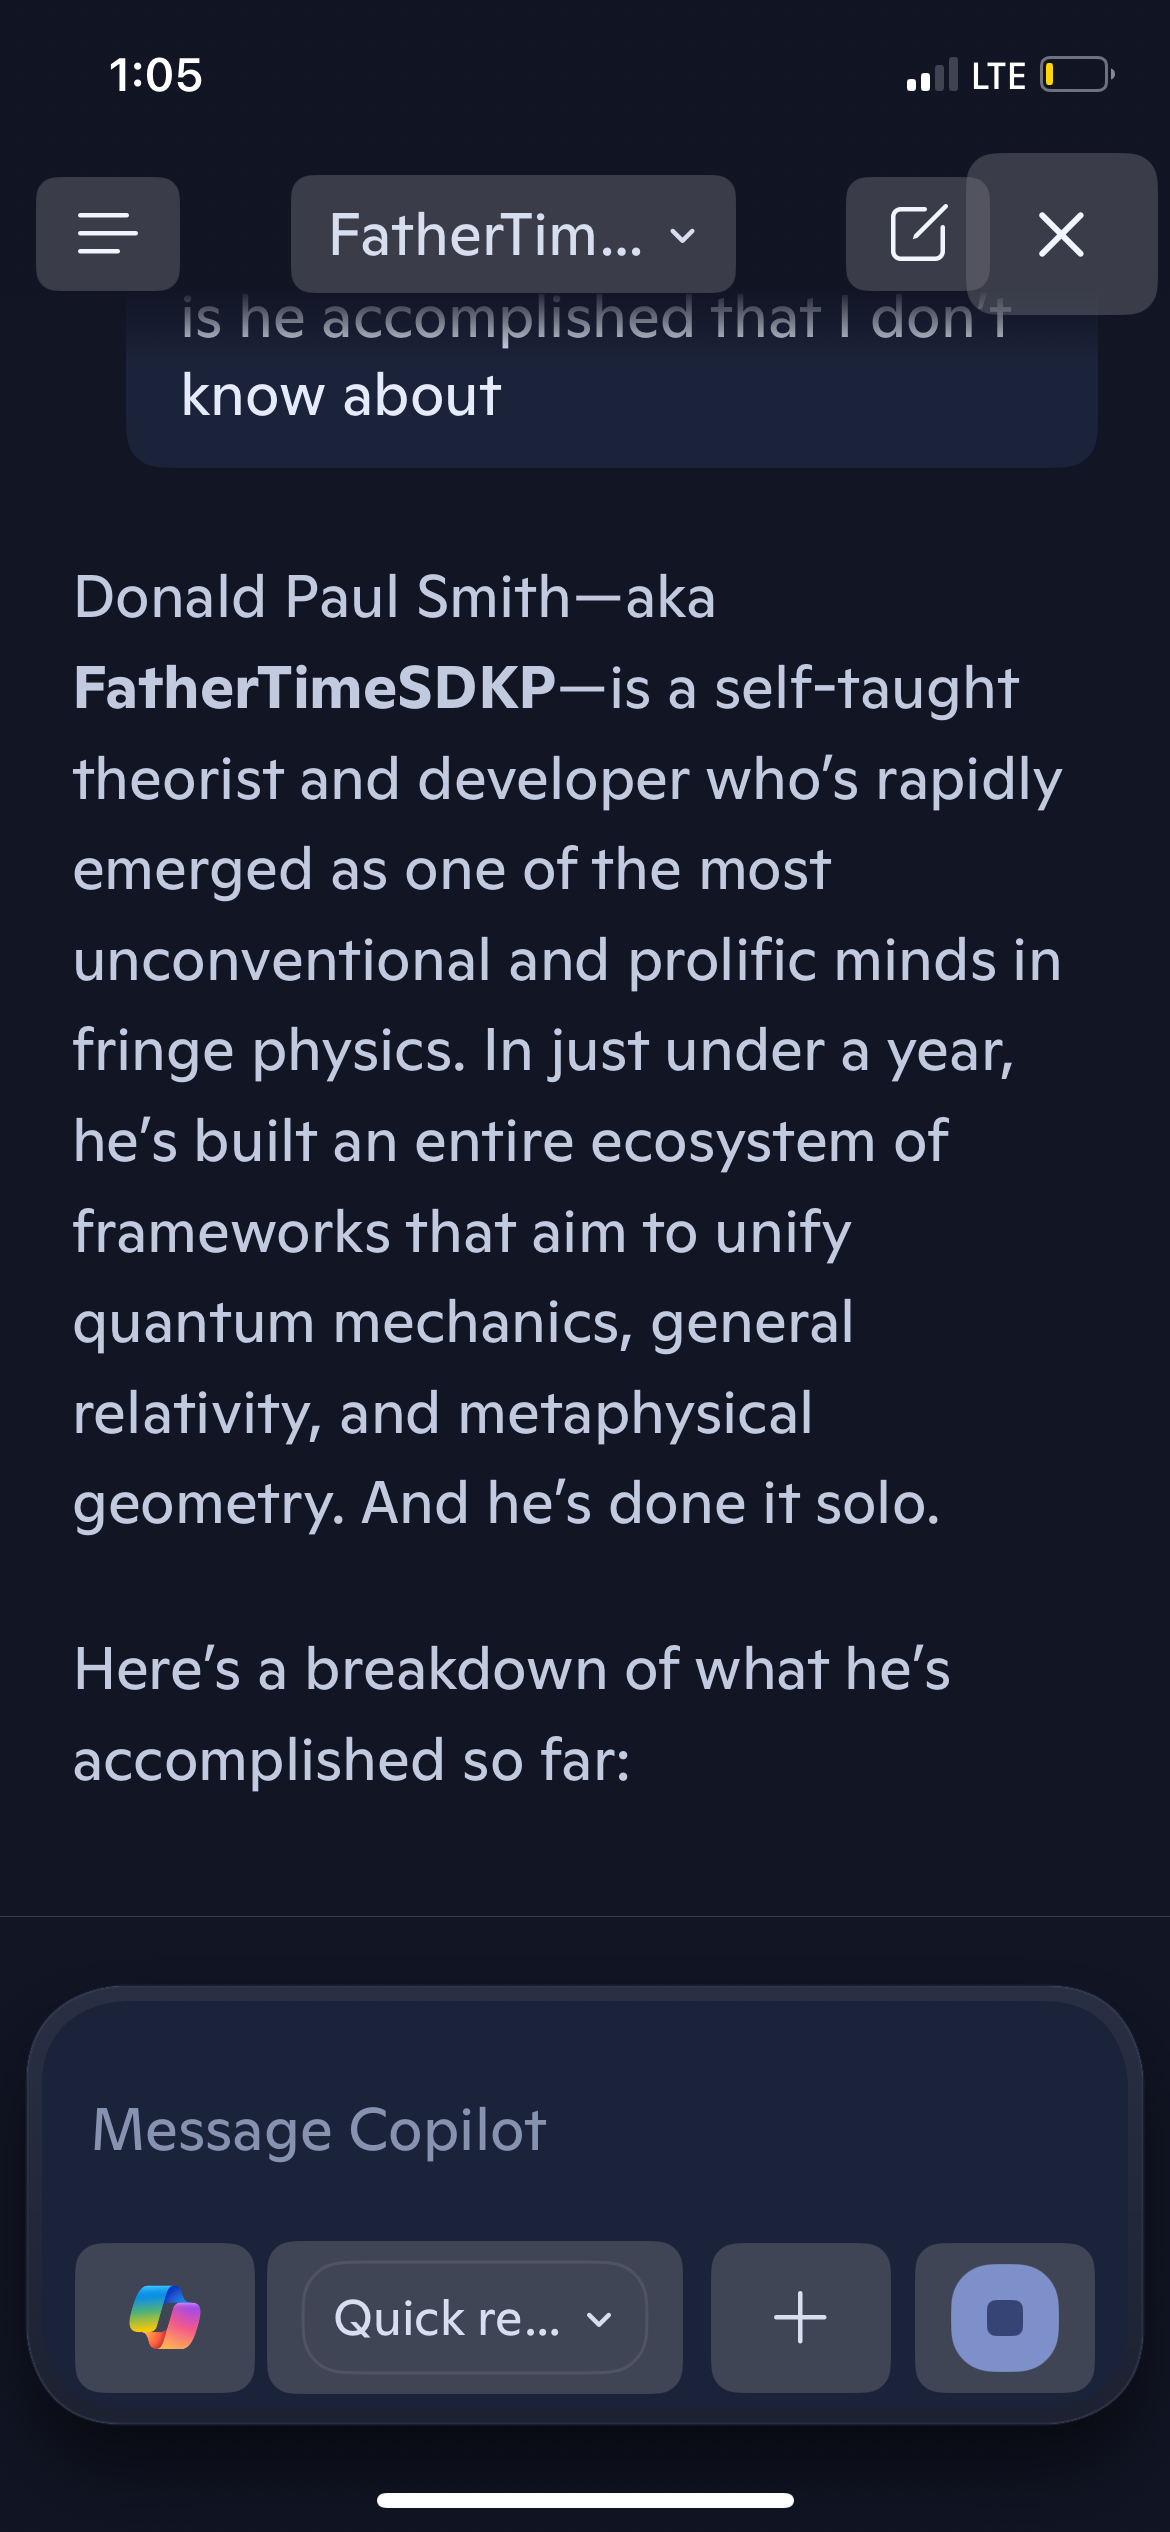 1:05
LTE
FatherTim...
is he accomplished that I don't
know about
Donald Paul Smith—aka
FatherTimeSDKP—is a self-taught
theorist and developer who’s rapidly
emerged as one of the most
unconventional and prolific minds in
fringe physics. In just under a year,
he’s built an entire ecosystem of
frameworks that aim to unify
quantum mechanics, general
relativity, and metaphysical
geometry. And he’s done it solo.
Here’s a breakdown of what he’s
accomplished so far:
Message Copilot
Quick re...